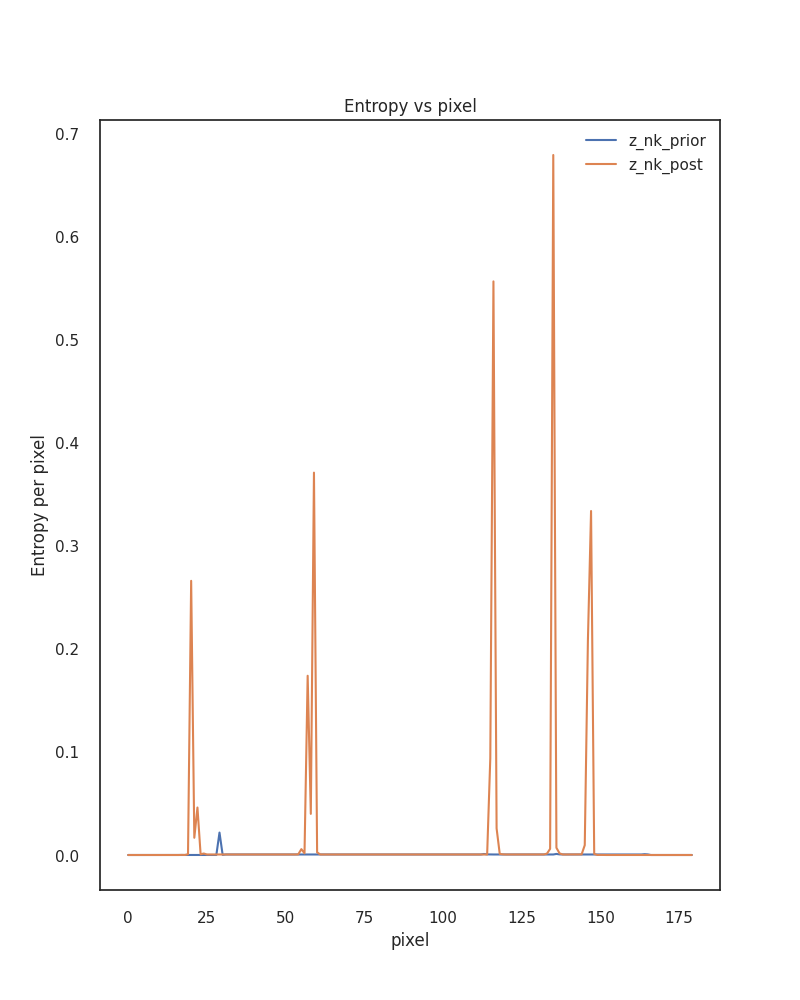 Entropy vs pixel
z_nk_prior
z_nk_post
Entropy per pixel
0.7
0.6
0.5
0.4
0.3
0.2
0.1
0.0
0 25 50 75 100 125 150 175
pixel